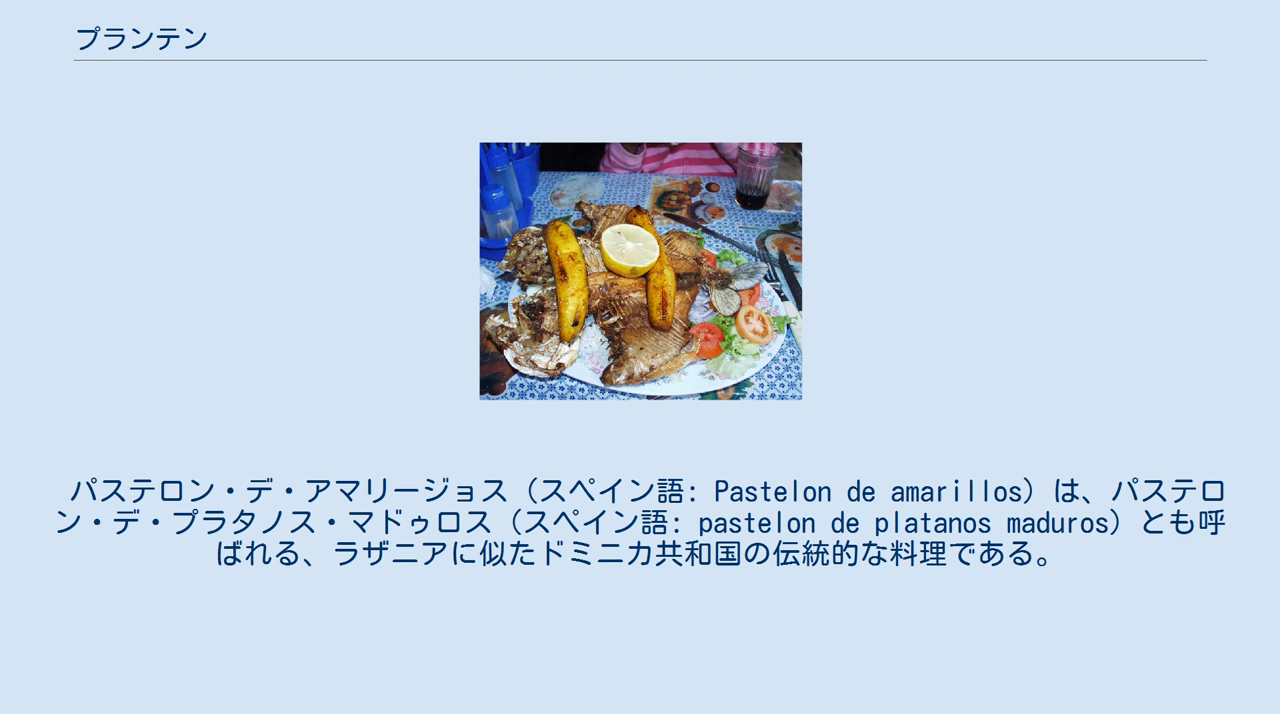 プランテン
パステロン・デ・アマリージョス（スペイン語: Pastelon de amarillos）は、パステロ
ン・デ・プラタノス・マドゥロス（スペイン語: pastelon de platanos maduros）とも呼
ばれる、ラザニアに似たドミニカ共和国の伝統的な料理である。